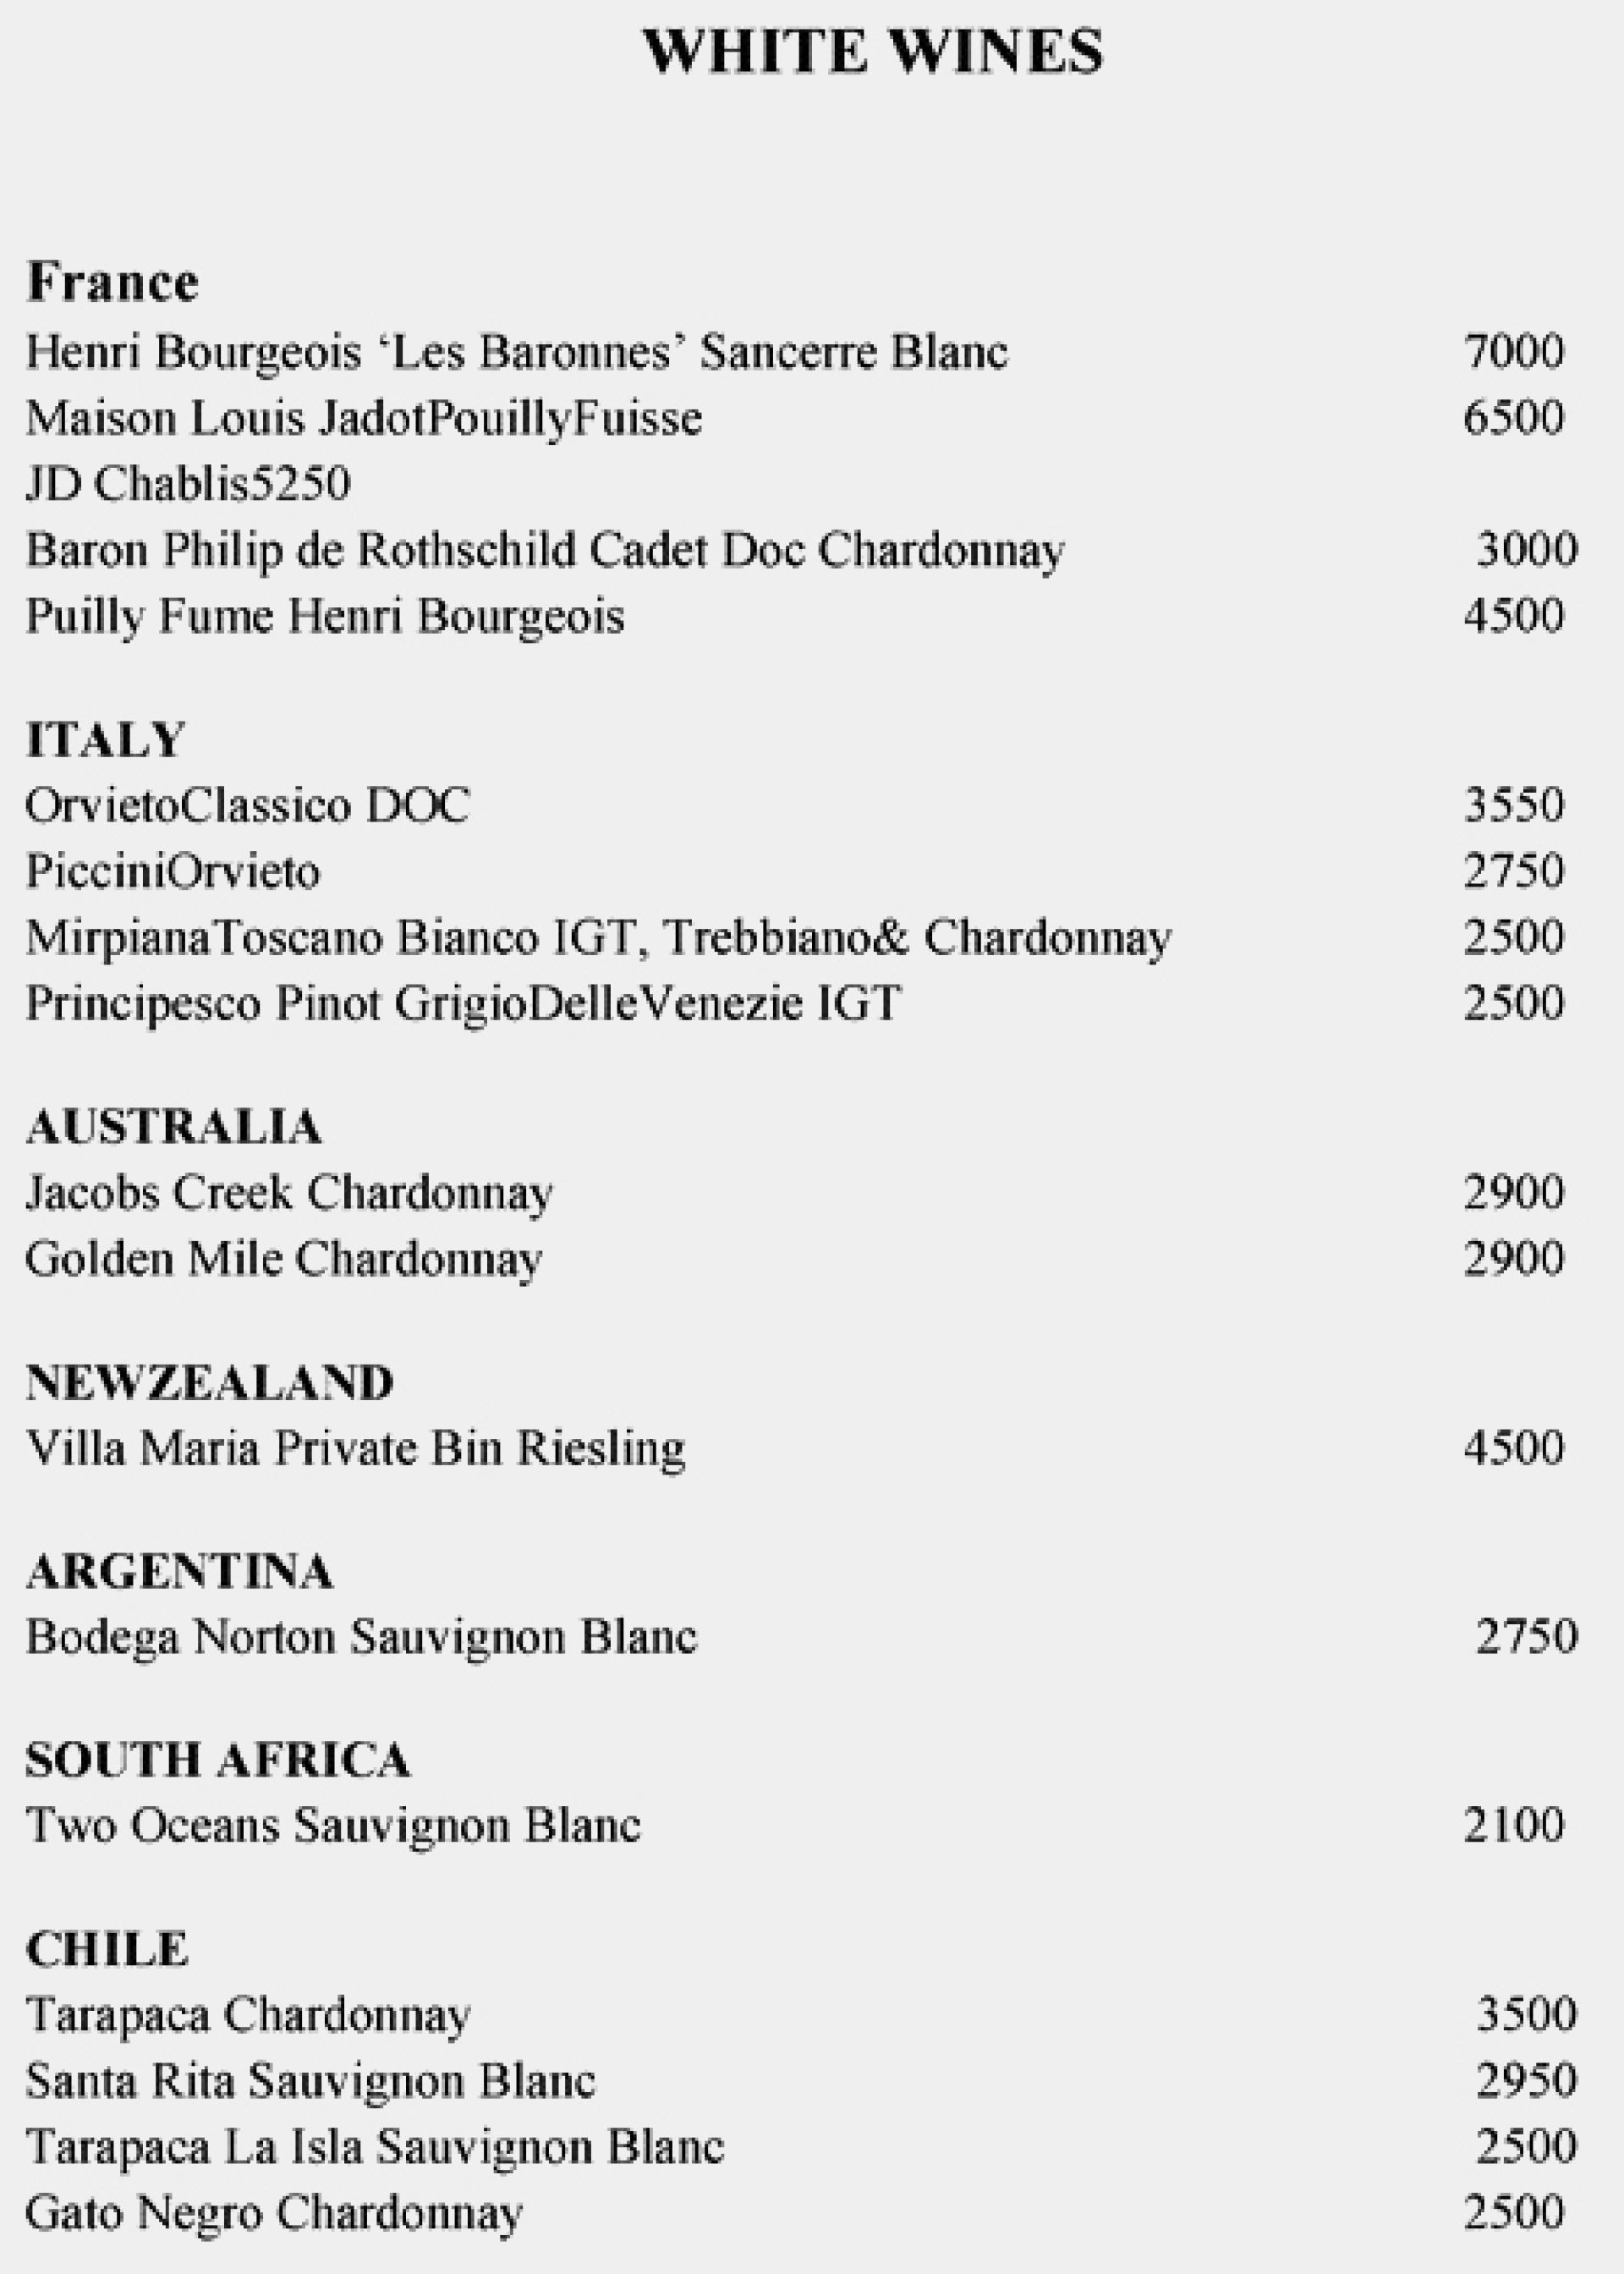 WHITE WINES
France
Henri Bourgeois ‘Les Baronnes’ Sancerre Blanc 7000
Maison Louis JadotPouillyFuisse 6500
JD Chablis5250
Baron Philip de Rothschild Cadet Doc Chardonnay 3000
Puilly Fume Henri Bourgeois 4500
ITALY
OrvietoClassico DOC 3550
PicciniOrvieto 2750
MirpianaToscano Bianco IGT, Trebbiano& Chardonnay 2500
Principesco Pinot GrigioDelleVenezie IGT 2500
AUSTRALIA
Jacobs Creek Chardonnay 2900
Golden Mile Chardonnay 2900
NEWZEALAND
Villa Maria Private Bin Riesling 4500
ARGENTINA
Bodega Norton Sauvignon Blanc 2750
SOUTH AFRICA
Two Oceans Sauvignon Blanc 2100
CHILE
Tarapaca Chardonnay 3500
Santa Rita Sauvignon Blanc 2950
Tarapaca La Isla Sauvignon Blanc 2500
Gato Negro Chardonnay 2500